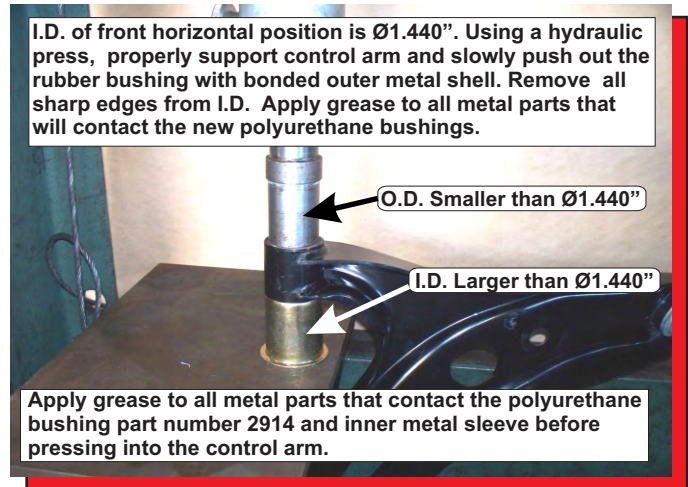 I.D. of front horizontal position is Ø1.440”. Using a hydraulic
press, properly support control arm and slowly push out the
rubber bushing with bonded outer metal shell. Remove all
sharp edges from I.D. Apply grease to all metal parts that
will contact the new polyurethane bushings.
O.D. Smaller than Ø1.440”
I.D. Larger than Ø1.440”
Apply grease to all metal parts that contact the polyurethane
bushing part number 2914 and inner metal sleeve before
pressing into the control arm.